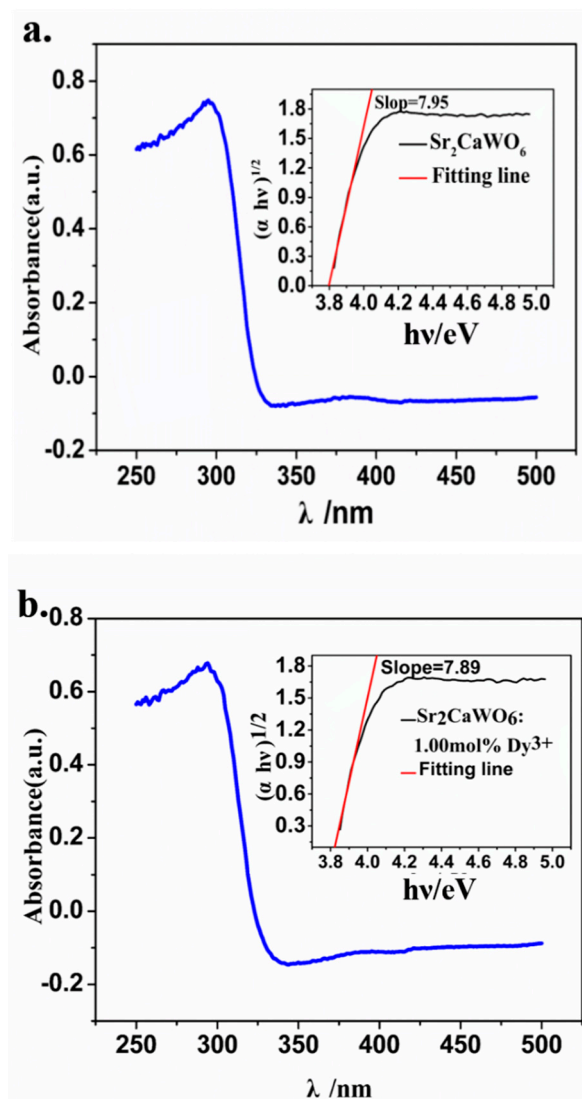 a.
0.8
0.6
0.4
0.2
0.0
-0.2
Absorbance(a.u.)
250 300 350 400 450 500
λ /nm
Slop=7.95
1.8
1.5
1.2
0.9
0.6
0.3
0.0
(α hν)1/2
Sr2CaWO6
Fitting line
3.8 4.0 4.2 4.4 4.6 4.8 5.0
hν/eV
b.
0.8
0.6
0.4
0.2
0.0
-0.2
Absorbance(a.u.)
250 300 350 400 450 500
λ /nm
Slope=7.89
1.8
1.5
1.2
0.9
0.6
0.3
(α hν)1/2
Sr2CaWO6:
1.00mol% Dy3+
Fitting line
3.8 4.0 4.2 4.4 4.6 4.8 5.0
hν/eV